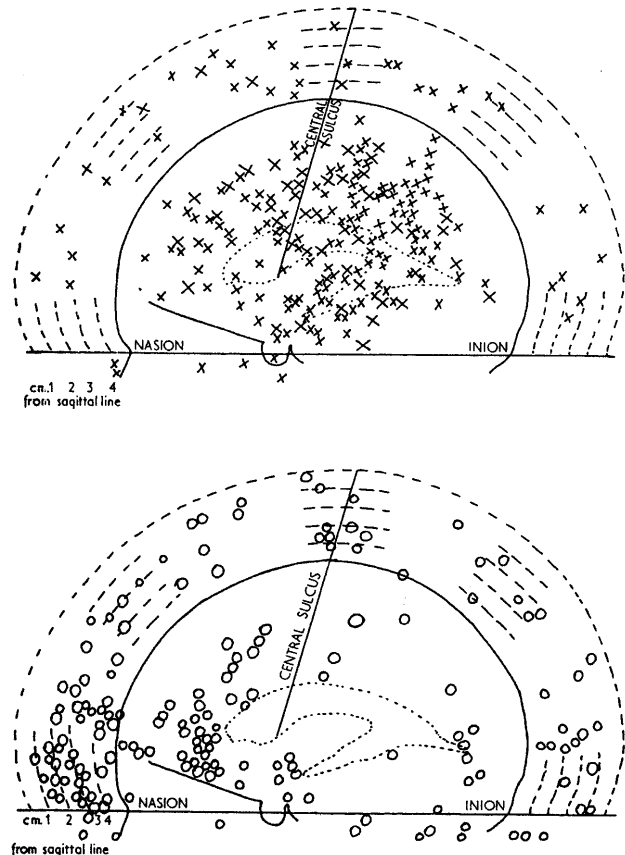 CENTRAL
SULCUS
NASION
INION
cm.1 2 3 4
from sagittal line
CENTRAL SULCUS
NASION
INION
cm. 1 2 3 4
from sagittal line